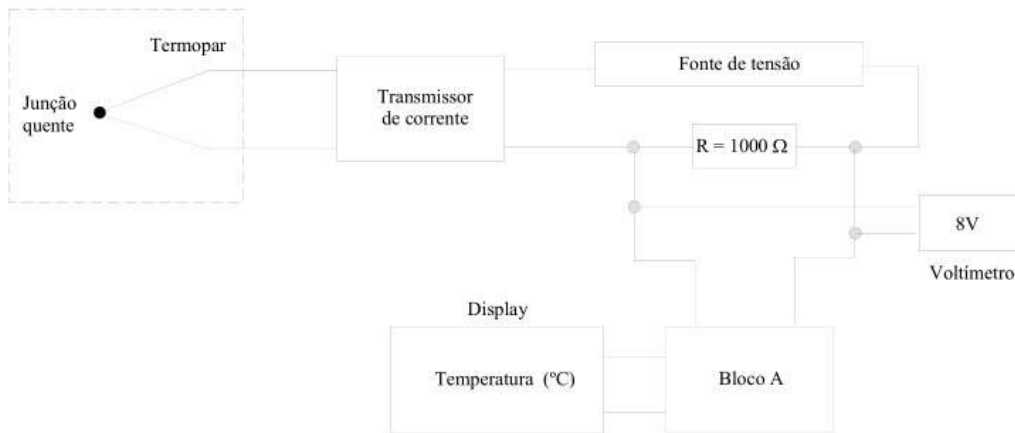 Termopar
Junção
quente
Transmissor
de corrente
Fonte de tensão
R = 1000 Ω
8V
Voltímetro
Display
Temperatura (ºC)
Bloco A